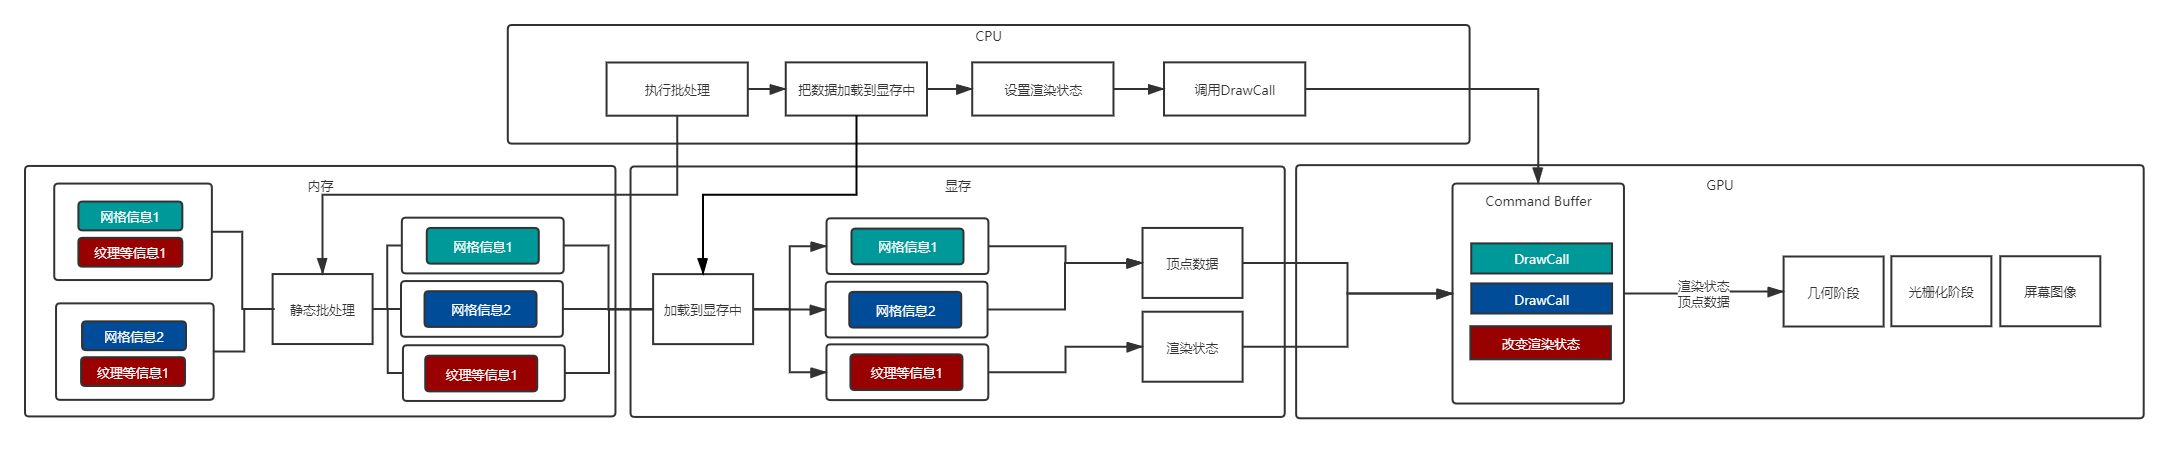 CPU
执行批处理
把数据加载到显存中
设置渲染状态
调用DrawCall
内存
网格信息1
纹理等信息1
网格信息2
纹理等信息1
静态批处理
网格信息1
网格信息2
纹理等信息1
显存
加载到显存中
网格信息1
网格信息2
纹理等信息1
顶点数据
渲染状态
GPU
Command Buffer
DrawCall
DrawCall
改变渲染状态
渲染状态
顶点数据
几何阶段
光栅化阶段
屏幕图像